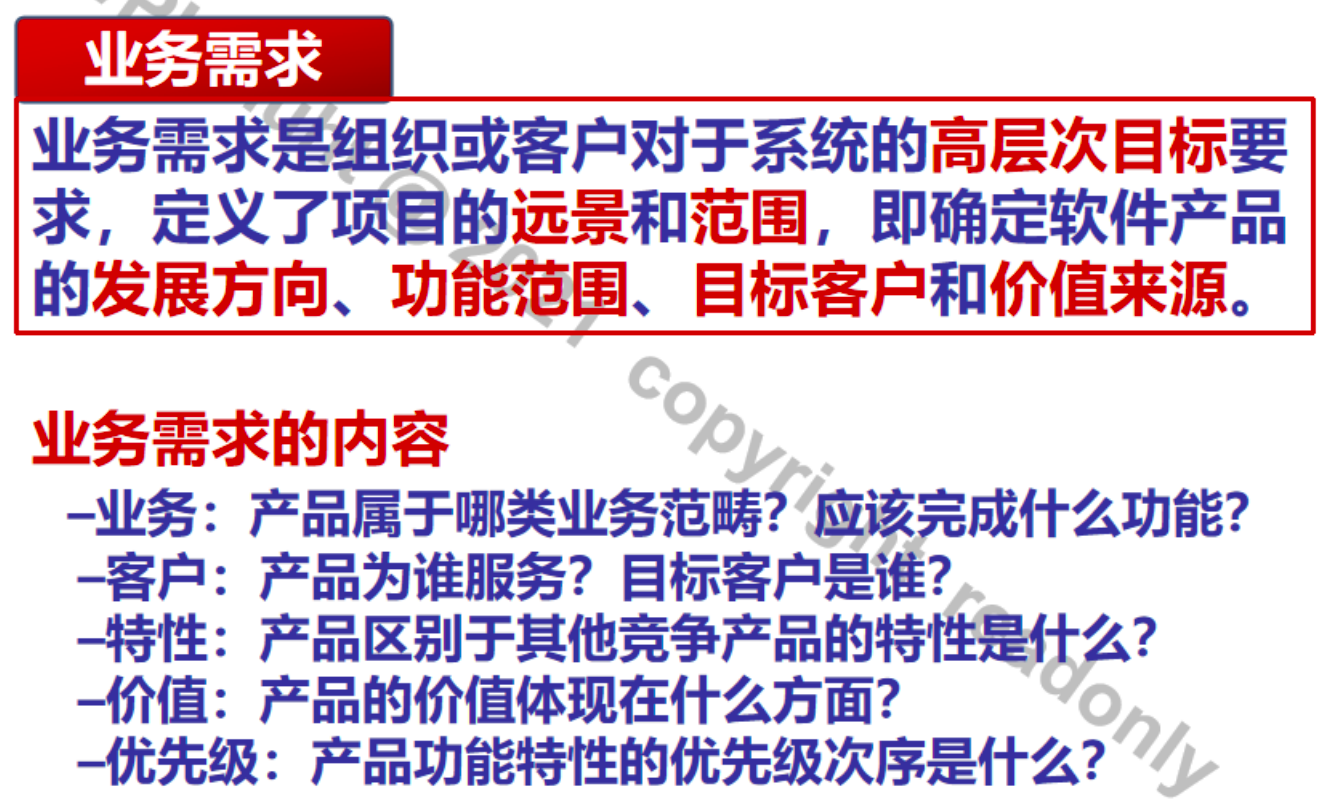 业务需求
业务需求是组织或客户对于系统的高层次目标要
求，定义了项目的远景和范围，即确定软件产品
的发展方向、功能范围、目标客户和价值来源。
业务需求的内容
–业务：产品属于哪类业务范畴？应该完成什么功能？
–客户：产品为谁服务？目标客户是谁？
–特性：产品区别于其他竞争产品的特性是什么？
–价值：产品的价值体现在什么方面？
–优先级：产品功能特性的优先级次序是什么？
@ 2021 copyright readonly